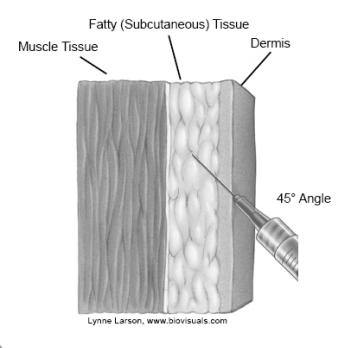 Fatty (Subcutaneous) Tissue
Muscle Tissue
Dermis
45° Angle
Lynne Larson, www.biovisuals.com